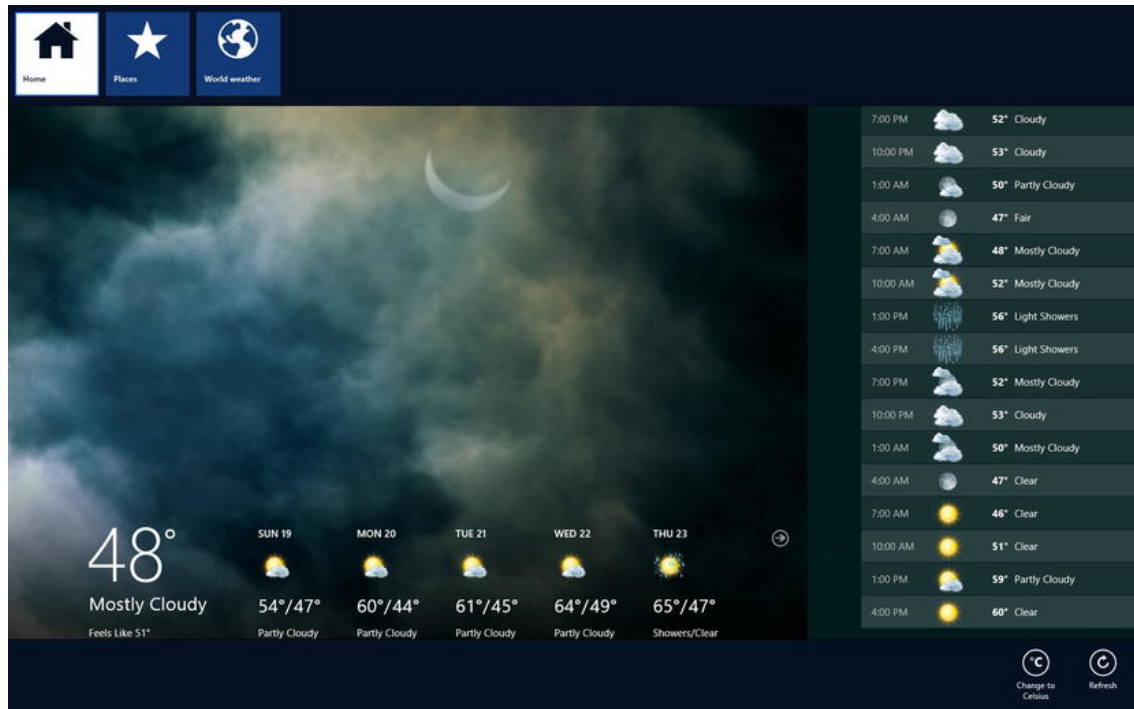 Home
Places
World weather
48°
Mostly Cloudy
Feels Like 51°
SUN 19
54°/47°
Partly Cloudy
MON 20
60°/44°
Partly Cloudy
TUE 21
61°/45°
Partly Cloudy
WED 22
64°/49°
Partly Cloudy
THU 23
65°/47°
Showers/Clear
7:00 PM 52° Cloudy
10:00 PM 53° Cloudy
1:00 AM 50° Partly Cloudy
4:00 AM 47° Fair
7:00 AM 48° Mostly Cloudy
10:00 AM 52° Mostly Cloudy
1:00 PM 56° Light Showers
4:00 PM 56° Light Showers
7:00 PM 52° Mostly Cloudy
10:00 PM 53° Cloudy
1:00 AM 50° Mostly Cloudy
4:00 AM 47° Clear
7:00 AM 46° Clear
10:00 AM 51° Clear
1:00 PM 59° Partly Cloudy
4:00 PM 60° Clear
°C
Change to
Celsius
Refresh